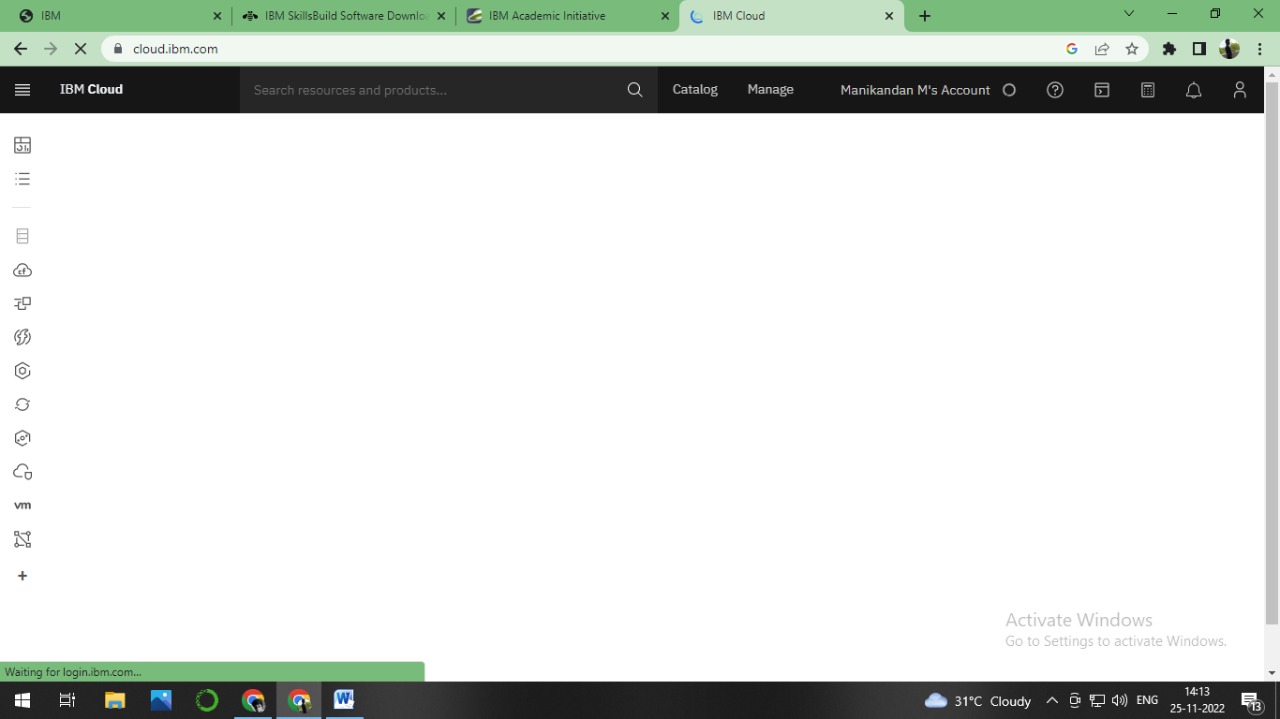 IBM
IBM SkillsBuild Software Downlo
IBM Academic Initiative
IBM Cloud
cloud.ibm.com
IBM Cloud
Search resources and products...
Catalog
Manage
Manikandan M's Account
cf
vm
Activate Windows
Go to Settings to activate Windows.
Waiting for login.ibm.com...
31°C Cloudy
ENG
14:13
25-11-2022
13